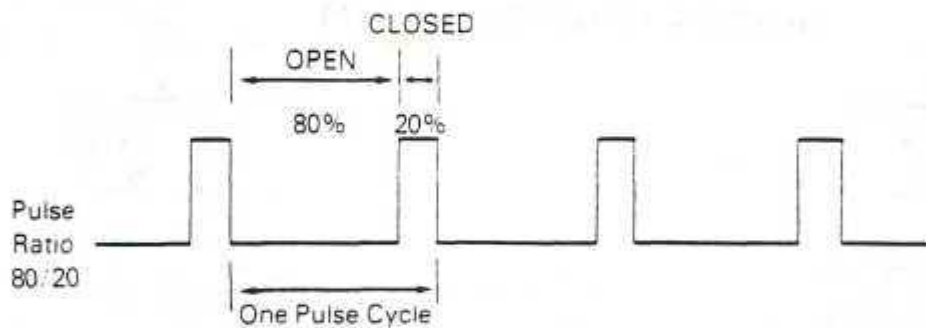 CLOSED
OPEN
80% 20%
Pulse
Ratio
80/20
One Pulse Cycle